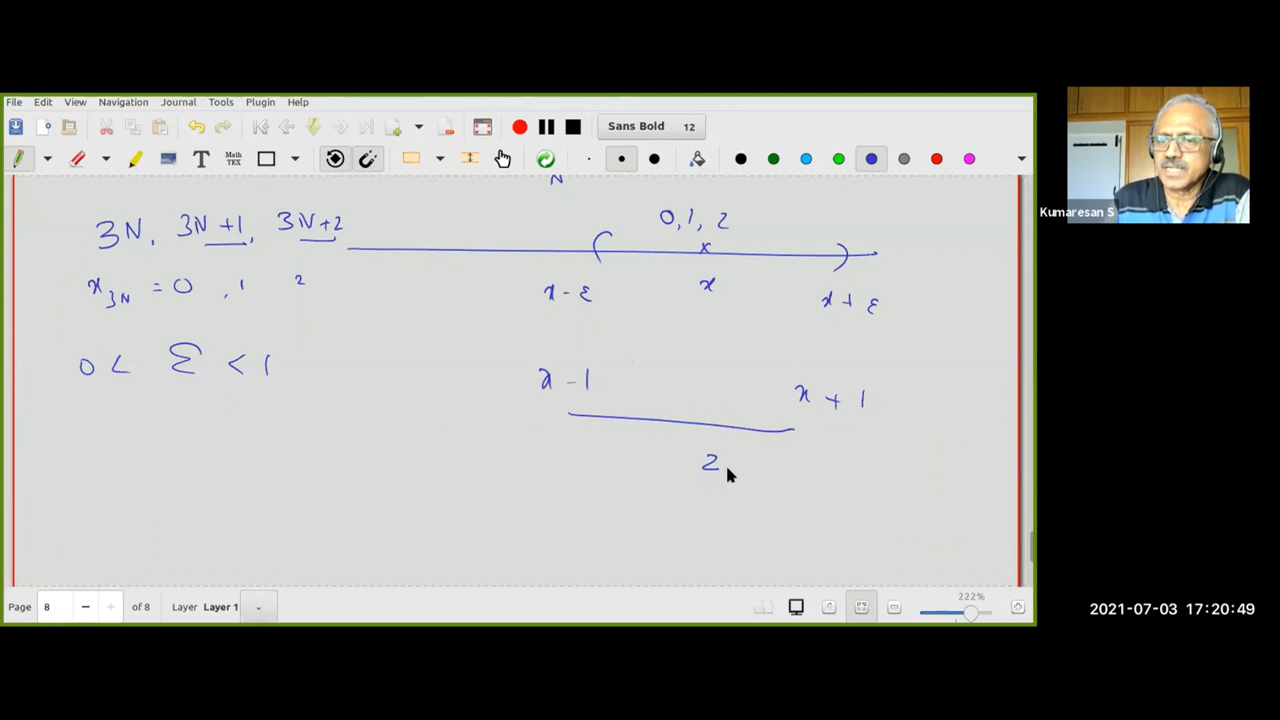 File Edit View Navigation Journal Tools Plugin Help
Sans Bold 12
N
3N, 3N+1, 3N+2
0, 1, 2
x
x_{3N} = 0, 1 2
x - ε x x + ε
0 < ε < 1
x - 1 x + 1
2
Page 8 of 8 Layer Layer 1 222%
Kumaresan S
2021-07-03 17:20:49